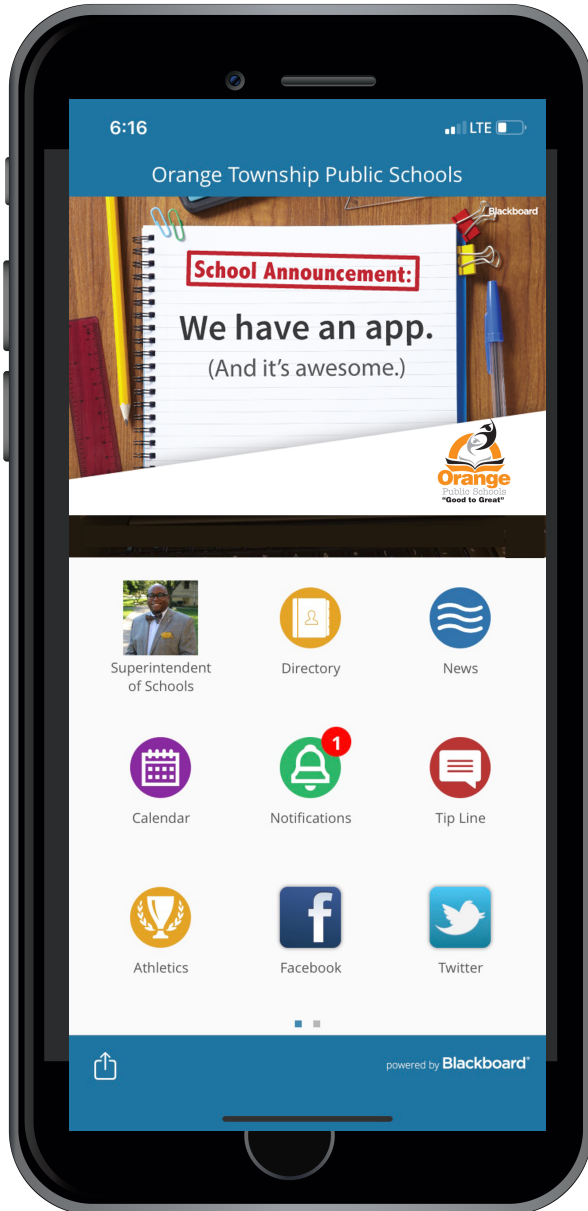 6:16
LTE
Orange Township Public Schools
Blackboard
School Announcement:
We have an app.
(And it's awesome.)
Orange
Public Schools
"Good to Great"
Superintendent
of Schools
Directory
News
Calendar
1
Notifications
Tip Line
Athletics
f
Facebook
Twitter
powered by Blackboard®